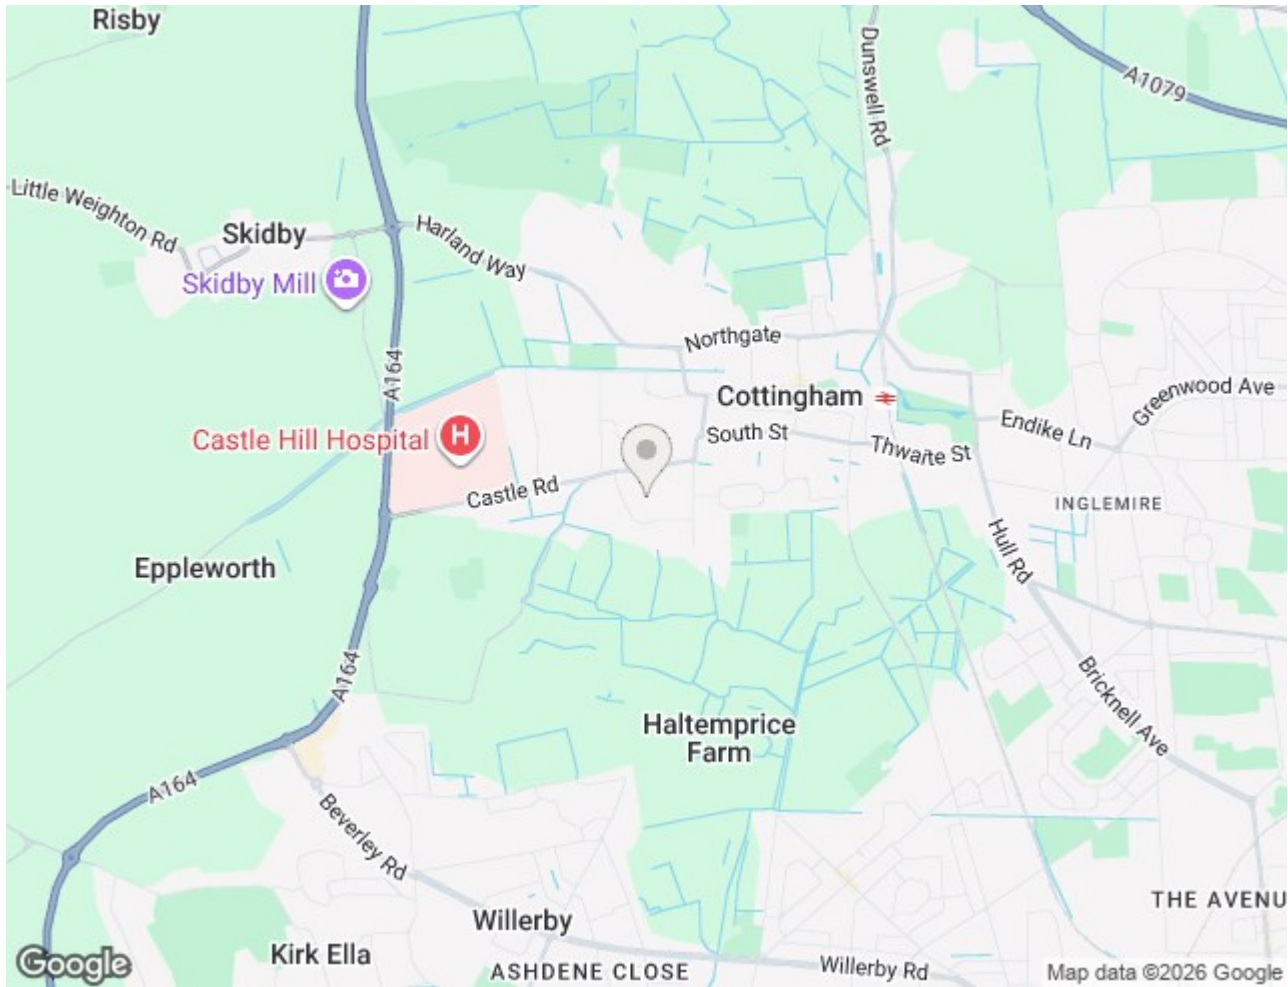 Risby
Dunswell Rd
A1079
Little Weighton Rd
Skidby
Harland Way
Skidby Mill
Northgate
A164
Cottingham
Greenwood Ave
Castle Hill Hospital
H
South St
Endike Ln
Thwaite St
Castle Rd
INGLEMIRE
Hull Rd
Eppleworth
A164
Bricknell Ave
Haltemprice
Farm
A164
Beverley Rd
THE AVENU
Willerby
Kirk Ella
ASHDENE CLOSE
Willerby Rd
Google
Map data ©2026 Google